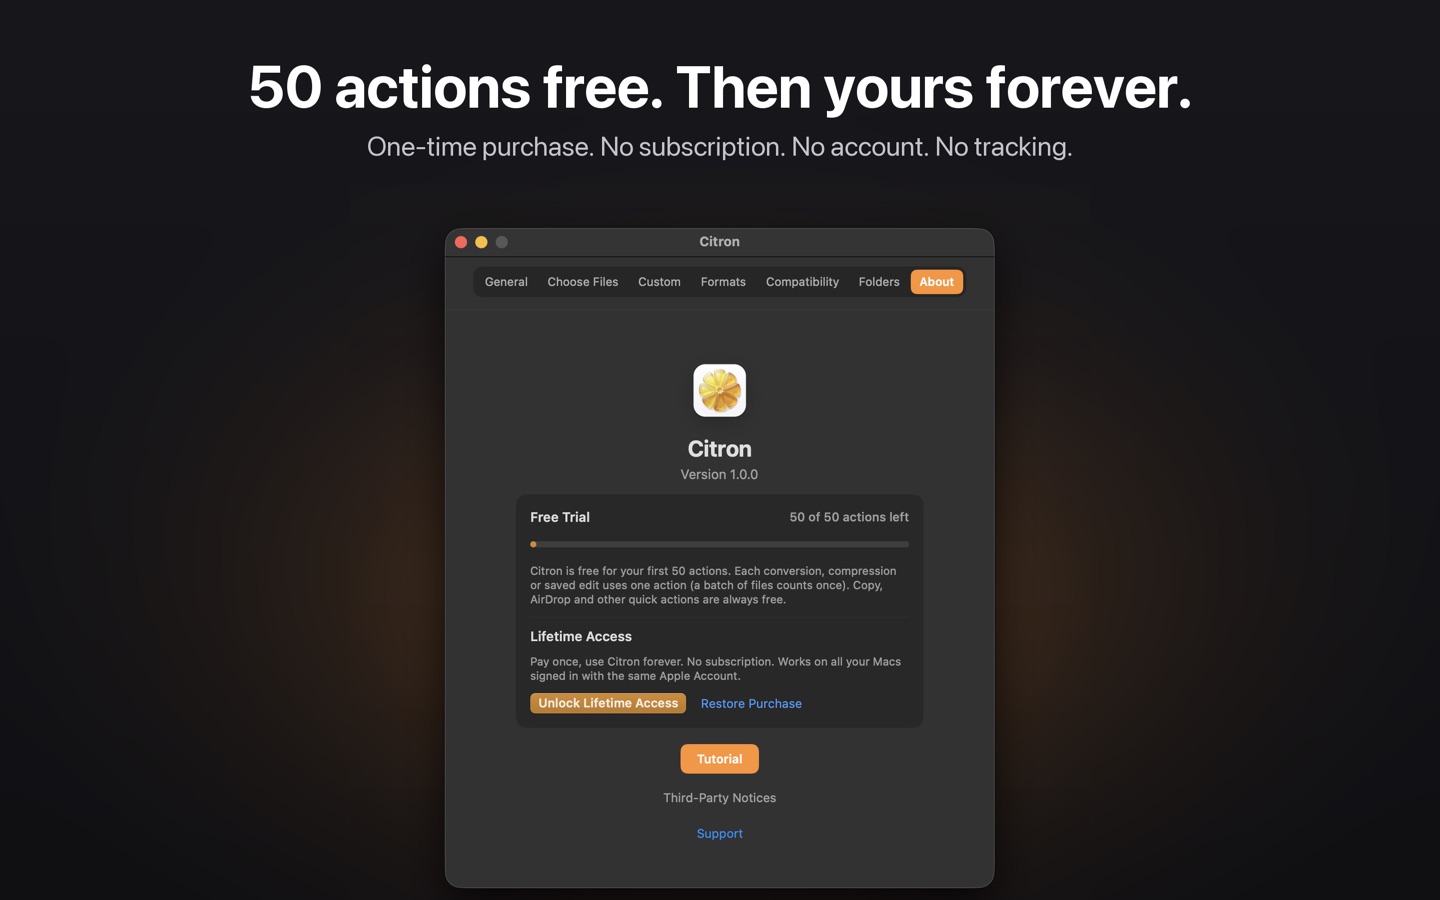 50 actions free. Then yours forever.
One-time purchase. No subscription. No account. No tracking.
Citron
General Choose Files Custom Formats Compatibility Folders About
Citron
Version 1.0.0
Free Trial 50 of 50 actions left
Citron is free for your first 50 actions. Each conversion, compression
or saved edit uses one action (a batch of files counts once). Copy,
AirDrop and other quick actions are always free.
Lifetime Access
Pay once, use Citron forever. No subscription. Works on all your Macs
signed in with the same Apple Account.
Unlock Lifetime Access Restore Purchase
Tutorial
Third-Party Notices
Support